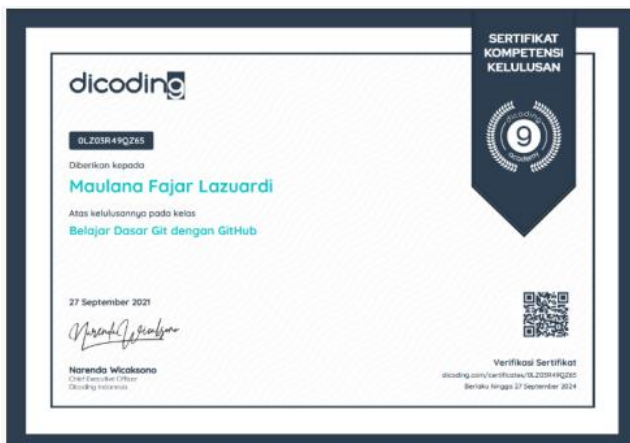 SERTIFIKAT
KOMPETENSI
KELULUSAN
dicoding
dicoding
academy
0LZ03R49QZ65
Diberikan kepada
Maulana Fajar Lazuardi
Atas kelulusannya pada kelas
Belajar Dasar Git dengan GitHub
27 September 2021
Narenda Wicaksono
Chief Executive Officer
Dicoding Indonesia
Verifikasi Sertifikat
dicoding.com/certificates/0LZ03R49QZ65
Berlaku hingga 27 September 2024